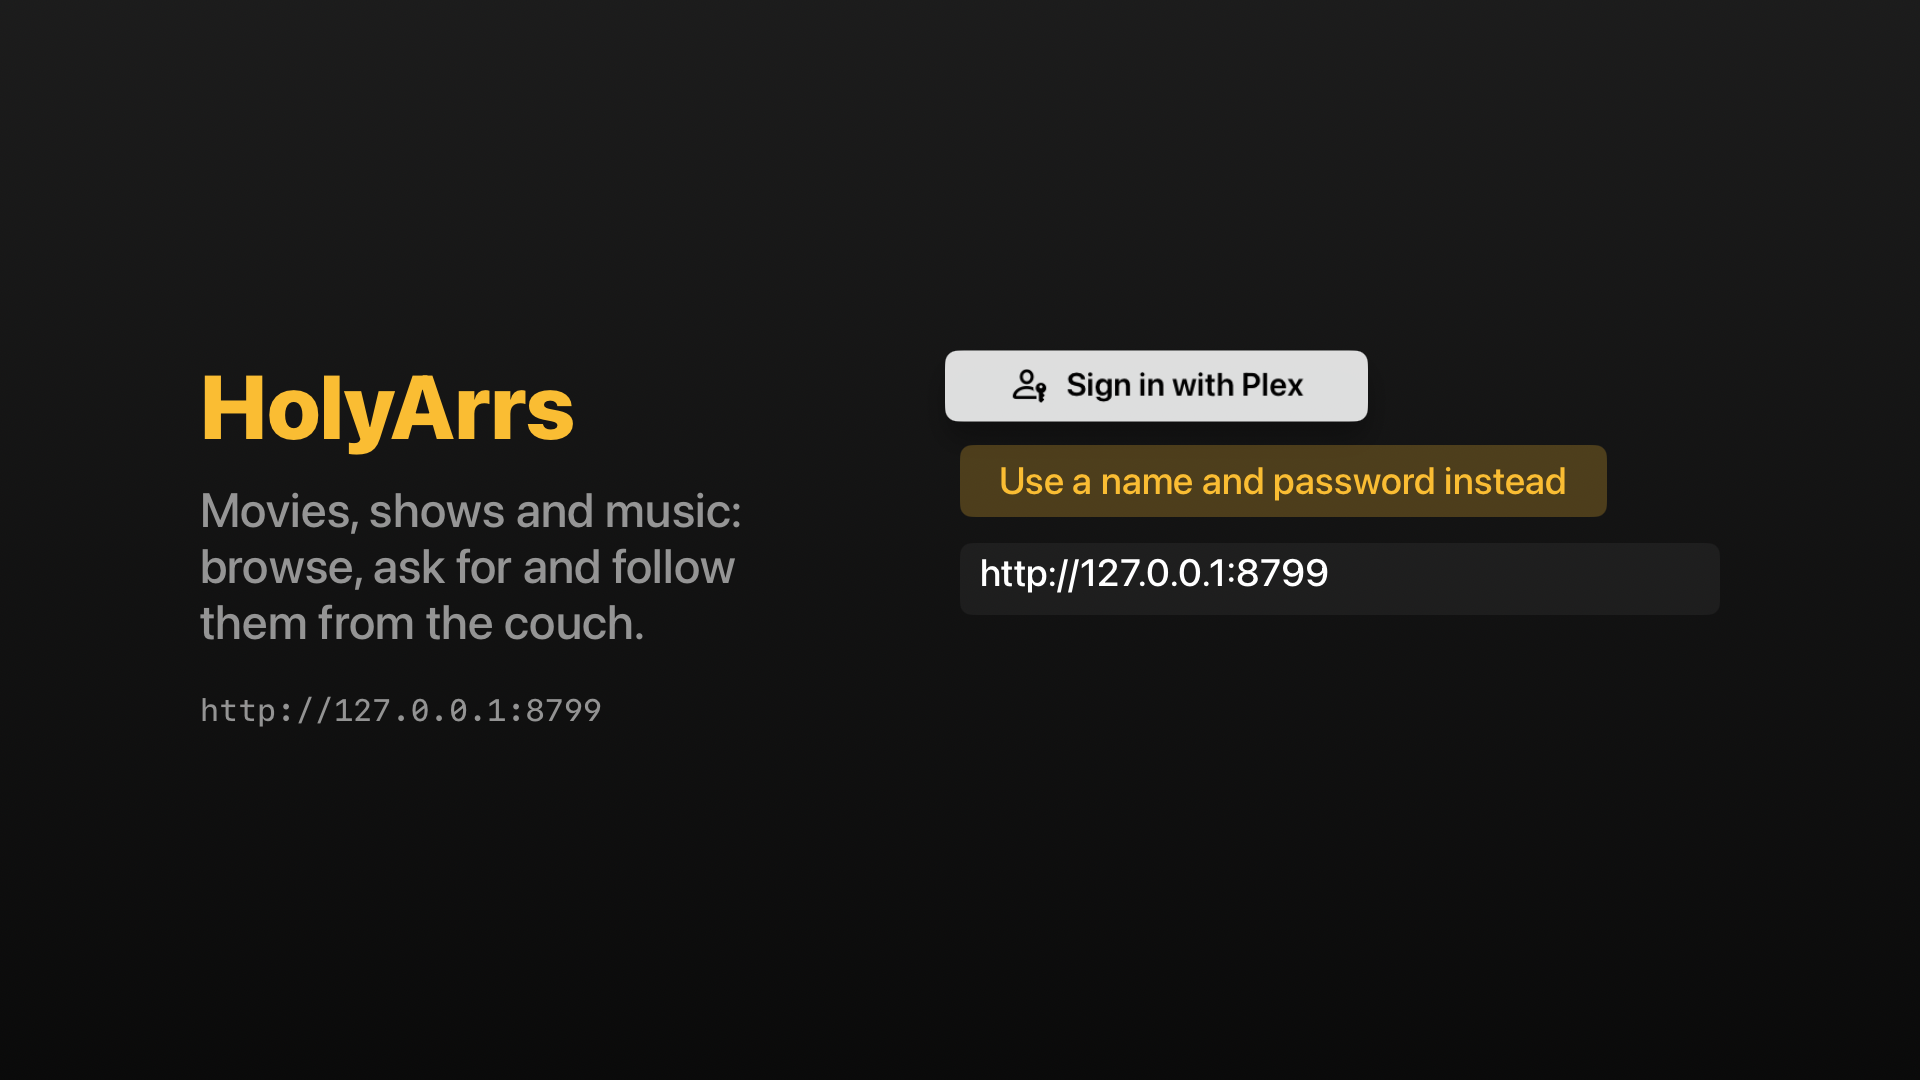 HolyArrs
Movies, shows and music:
browse, ask for and follow
them from the couch.
http://127.0.0.1:8799
Sign in with Plex
Use a name and password instead
http://127.0.0.1:8799